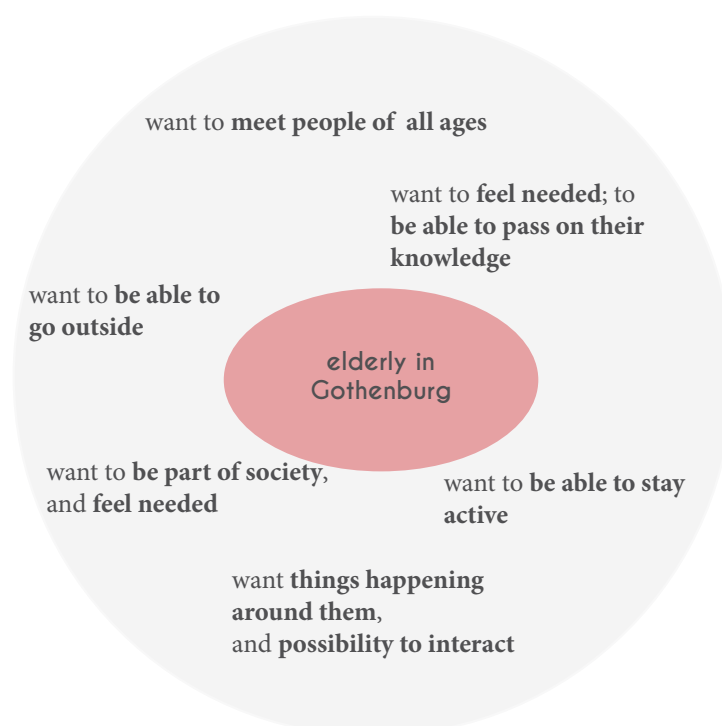 want to meet people of all ages
want to feel needed; to
be able to pass on their
knowledge
want to be able to
go outside
elderly in
Gothenburg
want to be part of society,
and feel needed
want to be able to stay
active
want things happening
around them,
and possibility to interact